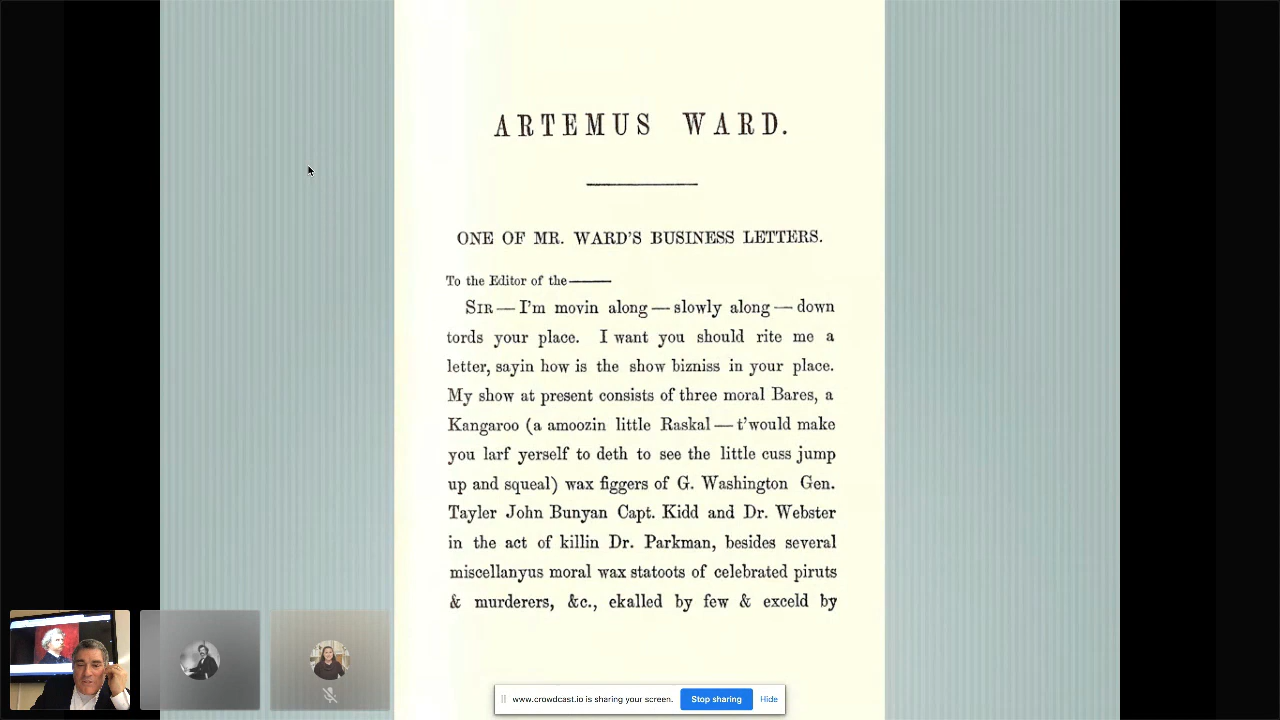 ARTEMUS WARD.
ONE OF MR. WARD'S BUSINESS LETTERS.
To the Editor of the——
SIR — I'm movin along — slowly along — down
tords your place. I want you should rite me a
letter, sayin how is the show bizniss in your place.
My show at present consists of three moral Bares, a
Kangaroo (a amoozin little Raskal — t'would make
you larf yerself to deth to see the little cuss jump
up and squeal) wax figgers of G. Washington Gen.
Tayler John Bunyan Capt. Kidd and Dr. Webster
in the act of killin Dr. Parkman, besides several
miscellanyus moral wax statoots of celebrated piruts
& murderers, &c., ekalled by few & exceld by
www.crowdcast.io is sharing your screen. Stop sharing Hide